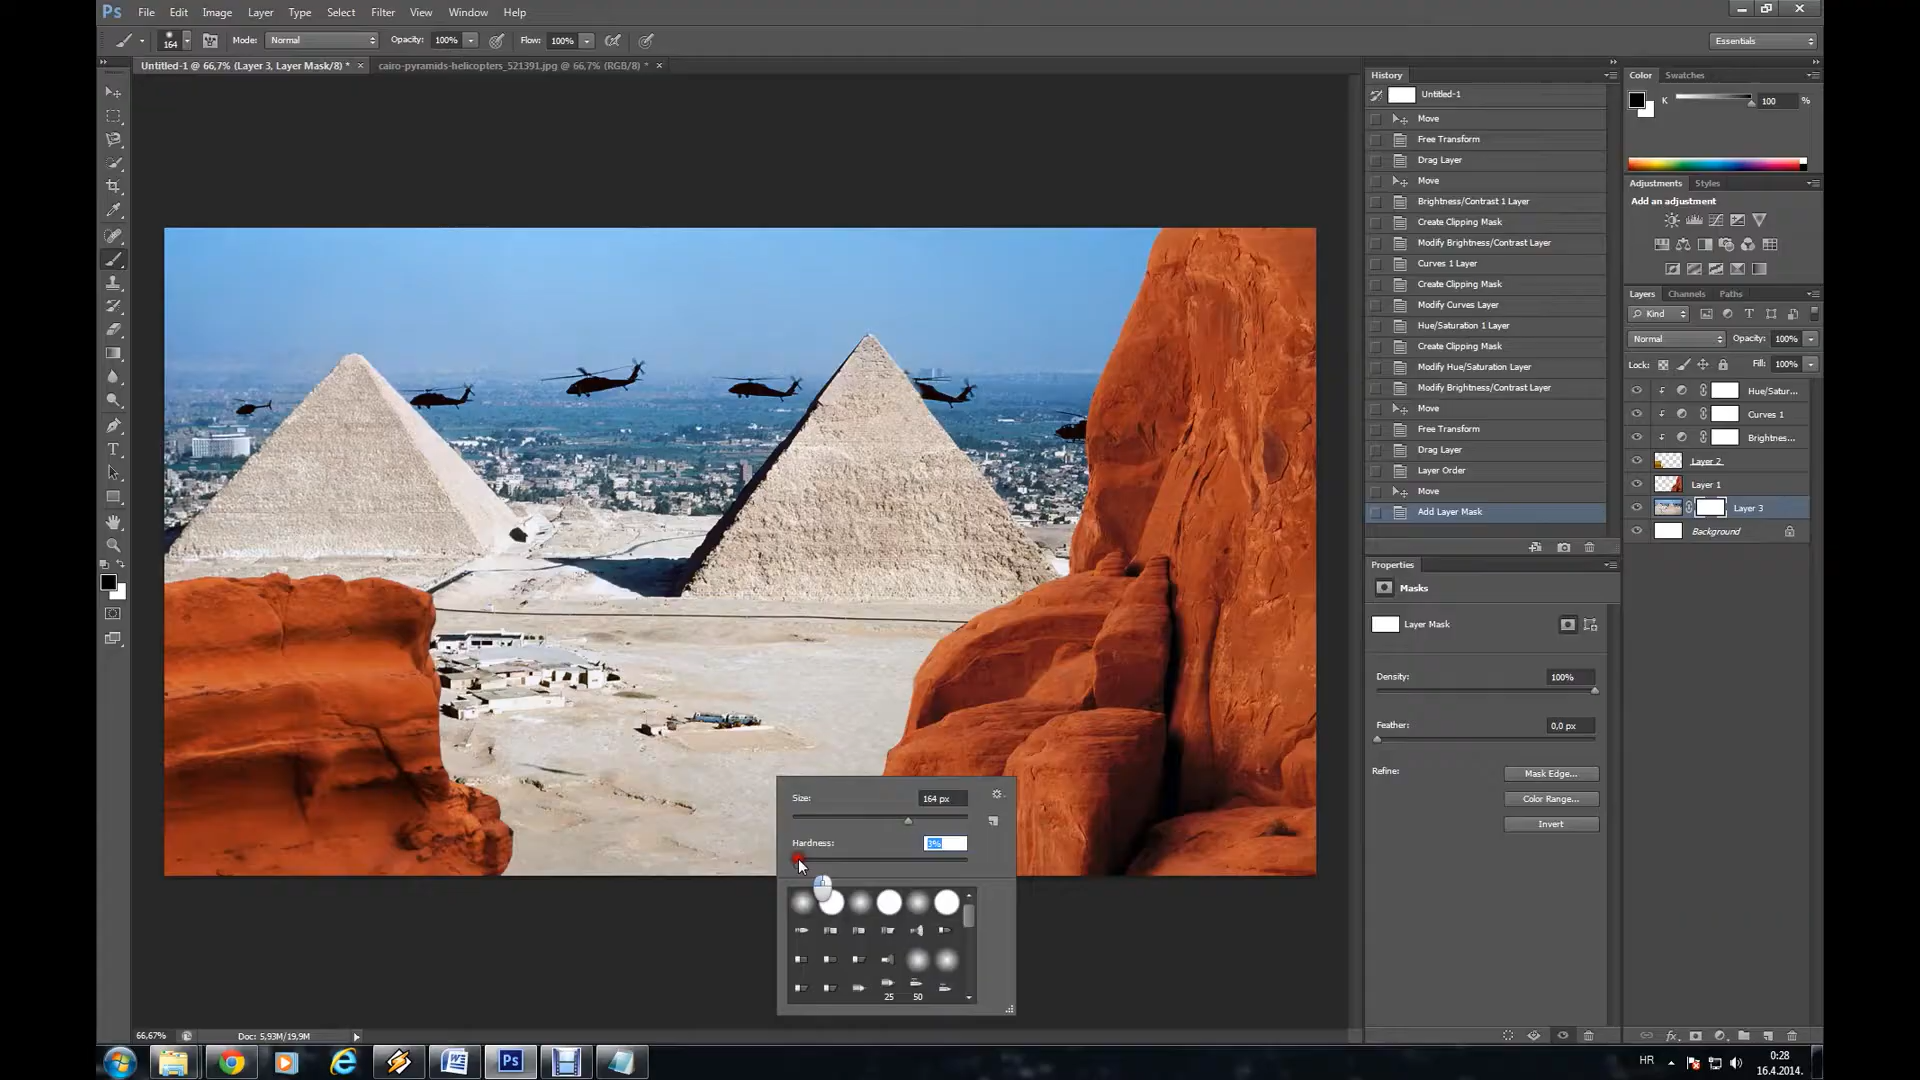 Ps File Edit Image Layer Type Select Filter View Window Help
164 Mode: Normal Opacity: 100% Flow: 100% Essentials
Untitled-1 @ 66,7% (Layer 3, Layer Mask/8) * × cairo-pyramids-helicopters_521391.jpg @ 66,7% (RGB/8) * ×
History
Untitled-1
Move
Free Transform
Drag Layer
Move
Brightness/Contrast 1 Layer
Create Clipping Mask
Modify Brightness/Contrast Layer
Curves 1 Layer
Create Clipping Mask
Modify Curves Layer
Hue/Saturation 1 Layer
Create Clipping Mask
Modify Hue/Saturation Layer
Modify Brightness/Contrast Layer
Move
Free Transform
Drag Layer
Layer Order
Move
Add Layer Mask
Properties
Masks
Layer Mask
Density: 100%
Feather: 0,0 px
Refine: Mask Edge...
Color Range...
Invert
Color Swatches
K 100 %
Adjustments Styles
Add an adjustment
Layers Channels Paths
Kind
Normal Opacity: 100%
Lock: Fill: 100%
Hue/Satur...
Curves 1
Brightnes...
Layer 2
Layer 1
Layer 3
Background
Size: 164 px
Hardness: 3%
25 50
66,67% Doc: 5,93M/19,9M
Ps
HR
0:28
16.4.2014.